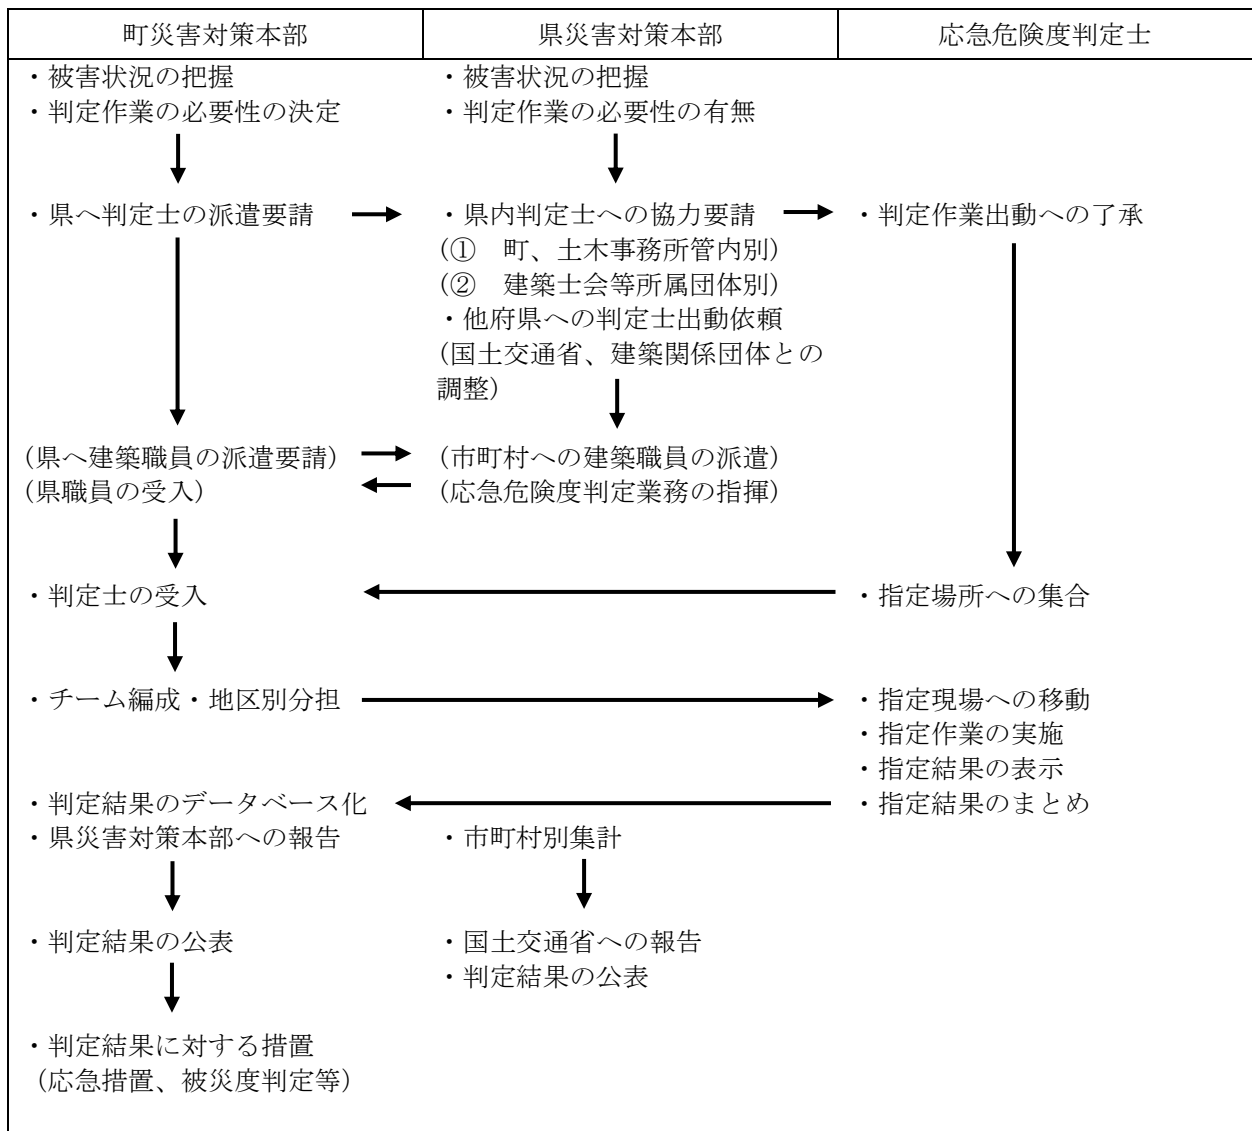 町災害対策本部 県災害対策本部 応急危険度判定士
・被害状況の把握 ・被害状況の把握
・判定作業の必要性の決定 ・判定作業の必要性の有無
・県へ判定士の派遣要請 ・県内判定士への協力要請 ・判定作業出動への了承
(① 町、土木事務所管内別)
(② 建築士会等所属団体別)
・他府県への判定士出動依頼
(国土交通省、建築関係団体との
調整)
(県へ建築職員の派遣要請) (市町村への建築職員の派遣)
(県職員の受入) (応急危険度判定業務の指揮)
・判定士の受入 ・指定場所への集合
・チーム編成・地区別分担 ・指定現場への移動
・指定作業の実施
・指定結果の表示
・判定結果のデータベース化 ・指定結果のまとめ
・県災害対策本部への報告 ・市町村別集計
・判定結果の公表 ・国土交通省への報告
・判定結果の公表
・判定結果に対する措置
(応急措置、被災度判定等)